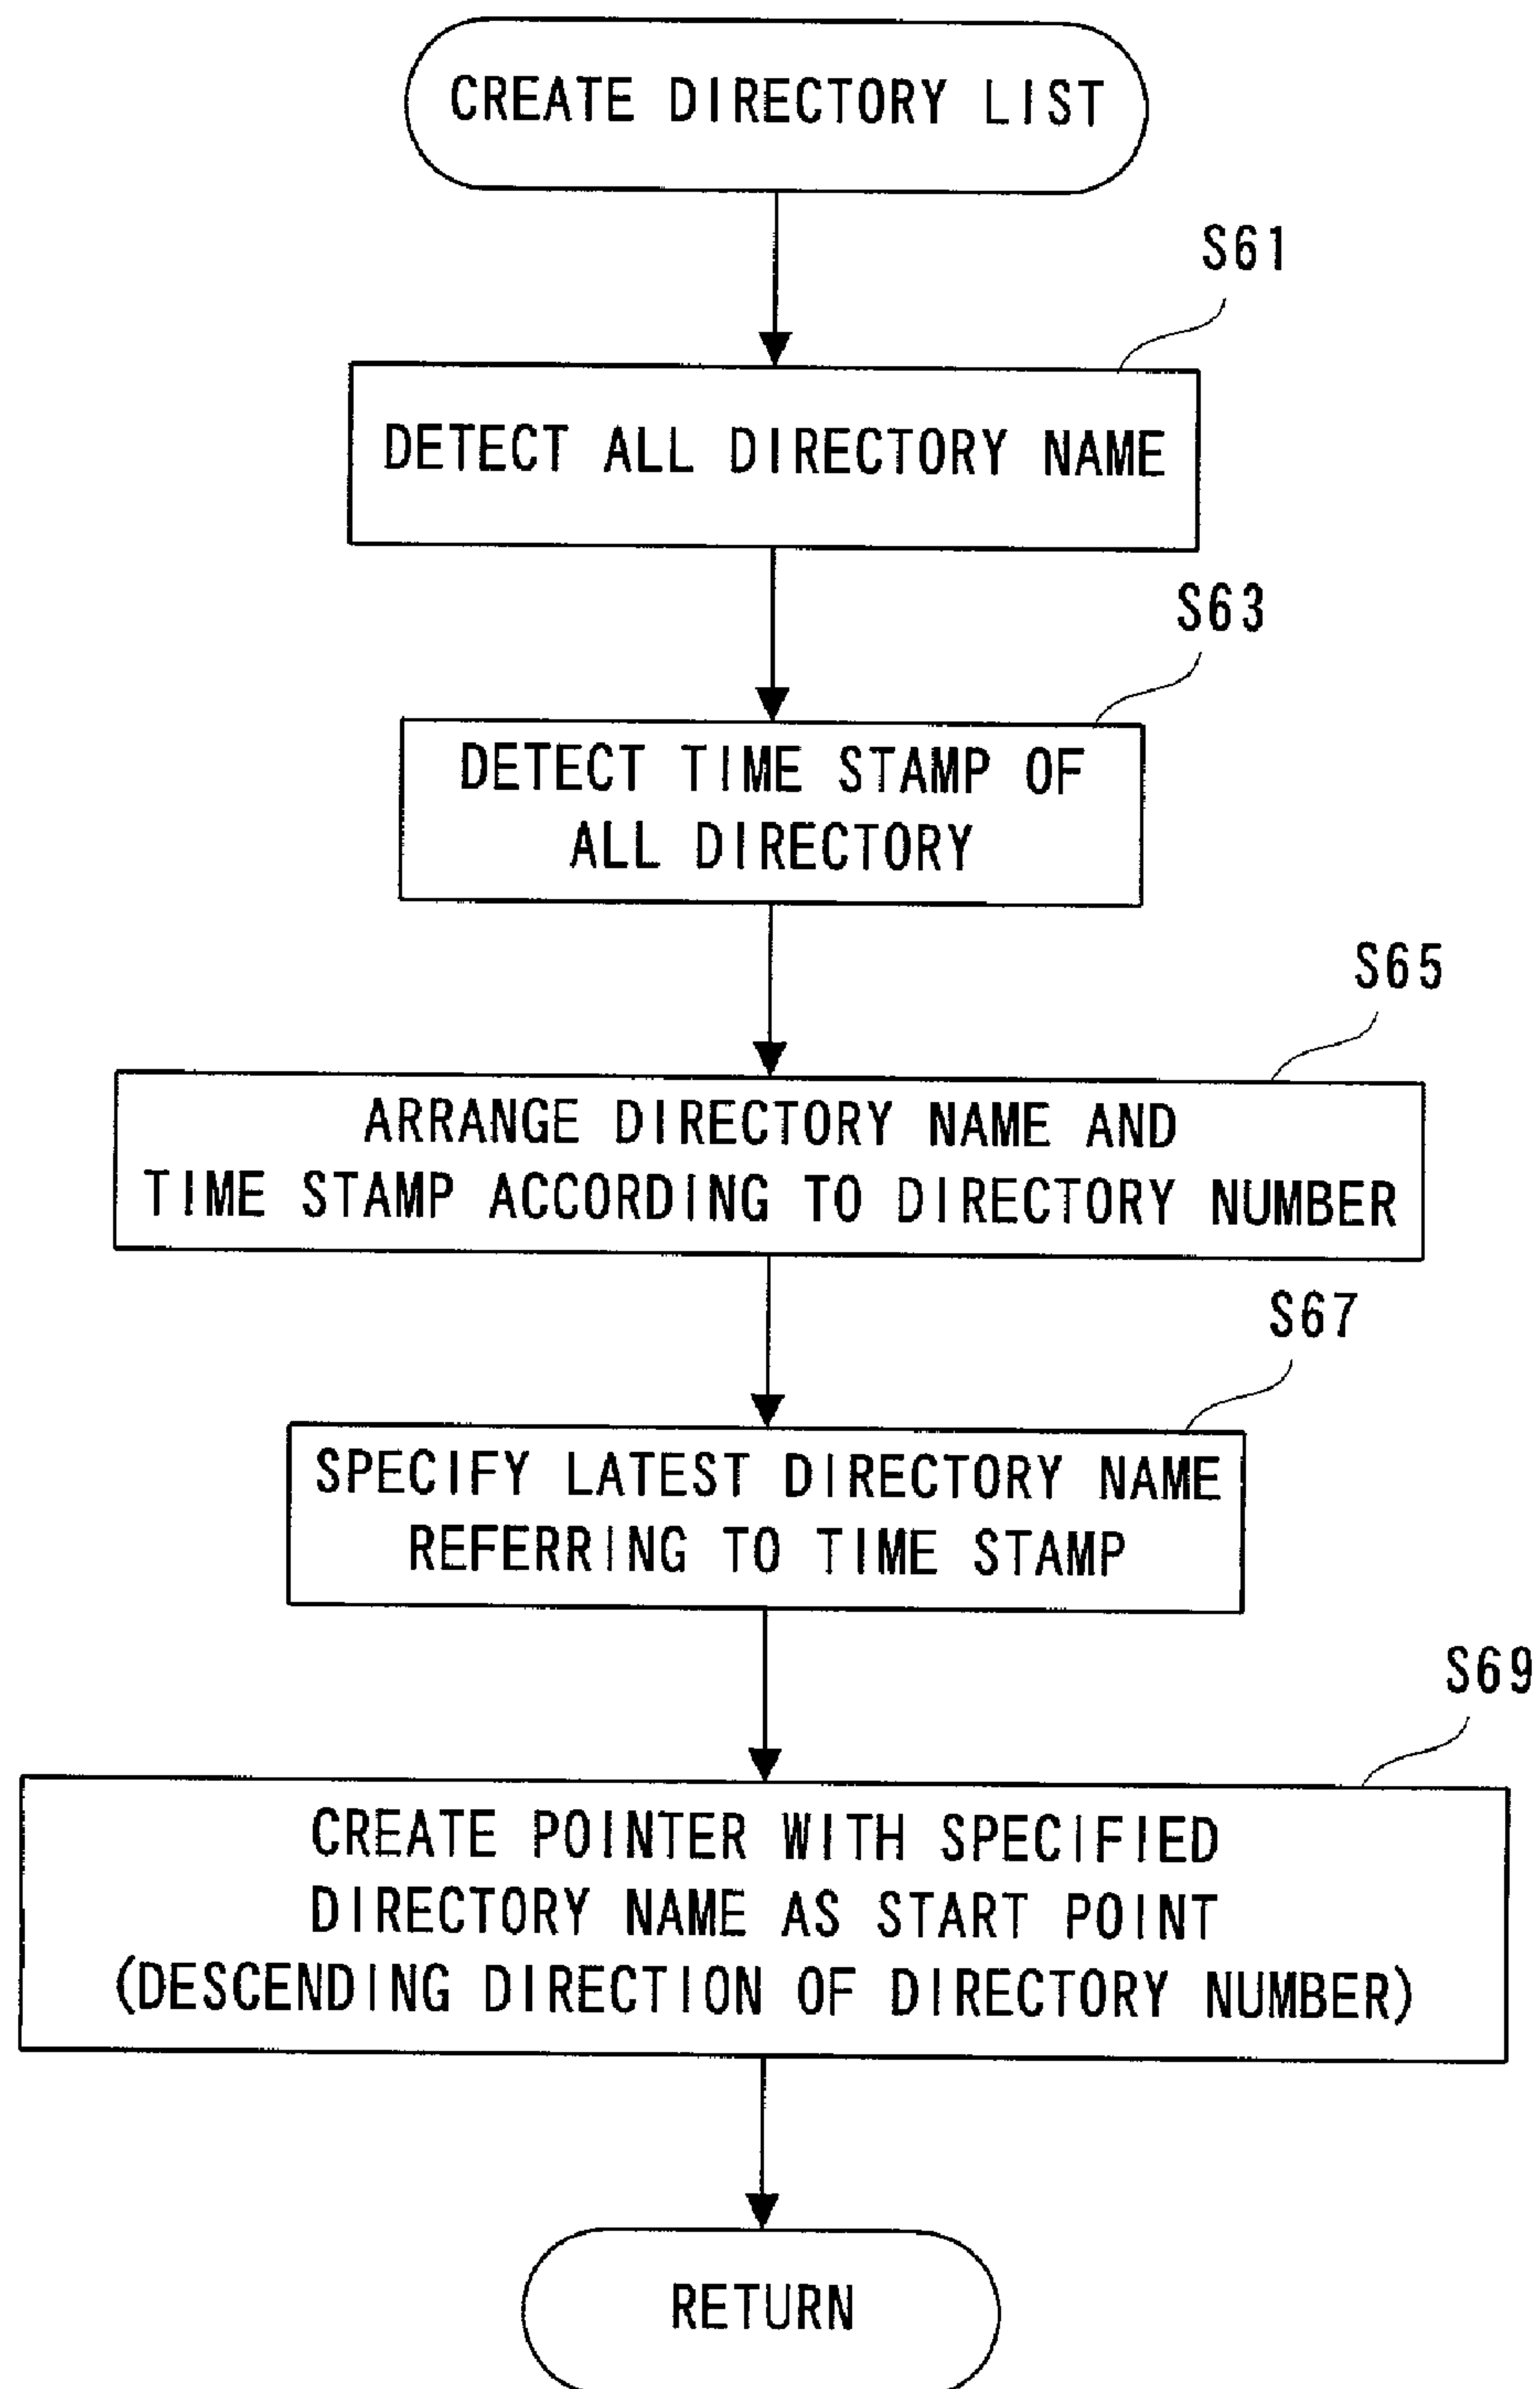 CREATE DIRECTORY LIST
S61
DETECT ALL DIRECTORY NAME
S63
DETECT TIME STAMP OF
ALL DIRECTORY
S65
ARRANGE DIRECTORY NAME AND
TIME STAMP ACCORDING TO DIRECTORY NUMBER
S67
SPECIFY LATEST DIRECTORY NAME
REFERRING TO TIME STAMP
S69
CREATE POINTER WITH SPECIFIED
DIRECTORY NAME AS START POINT
(DESCENDING DIRECTION OF DIRECTORY NUMBER)
RETURN